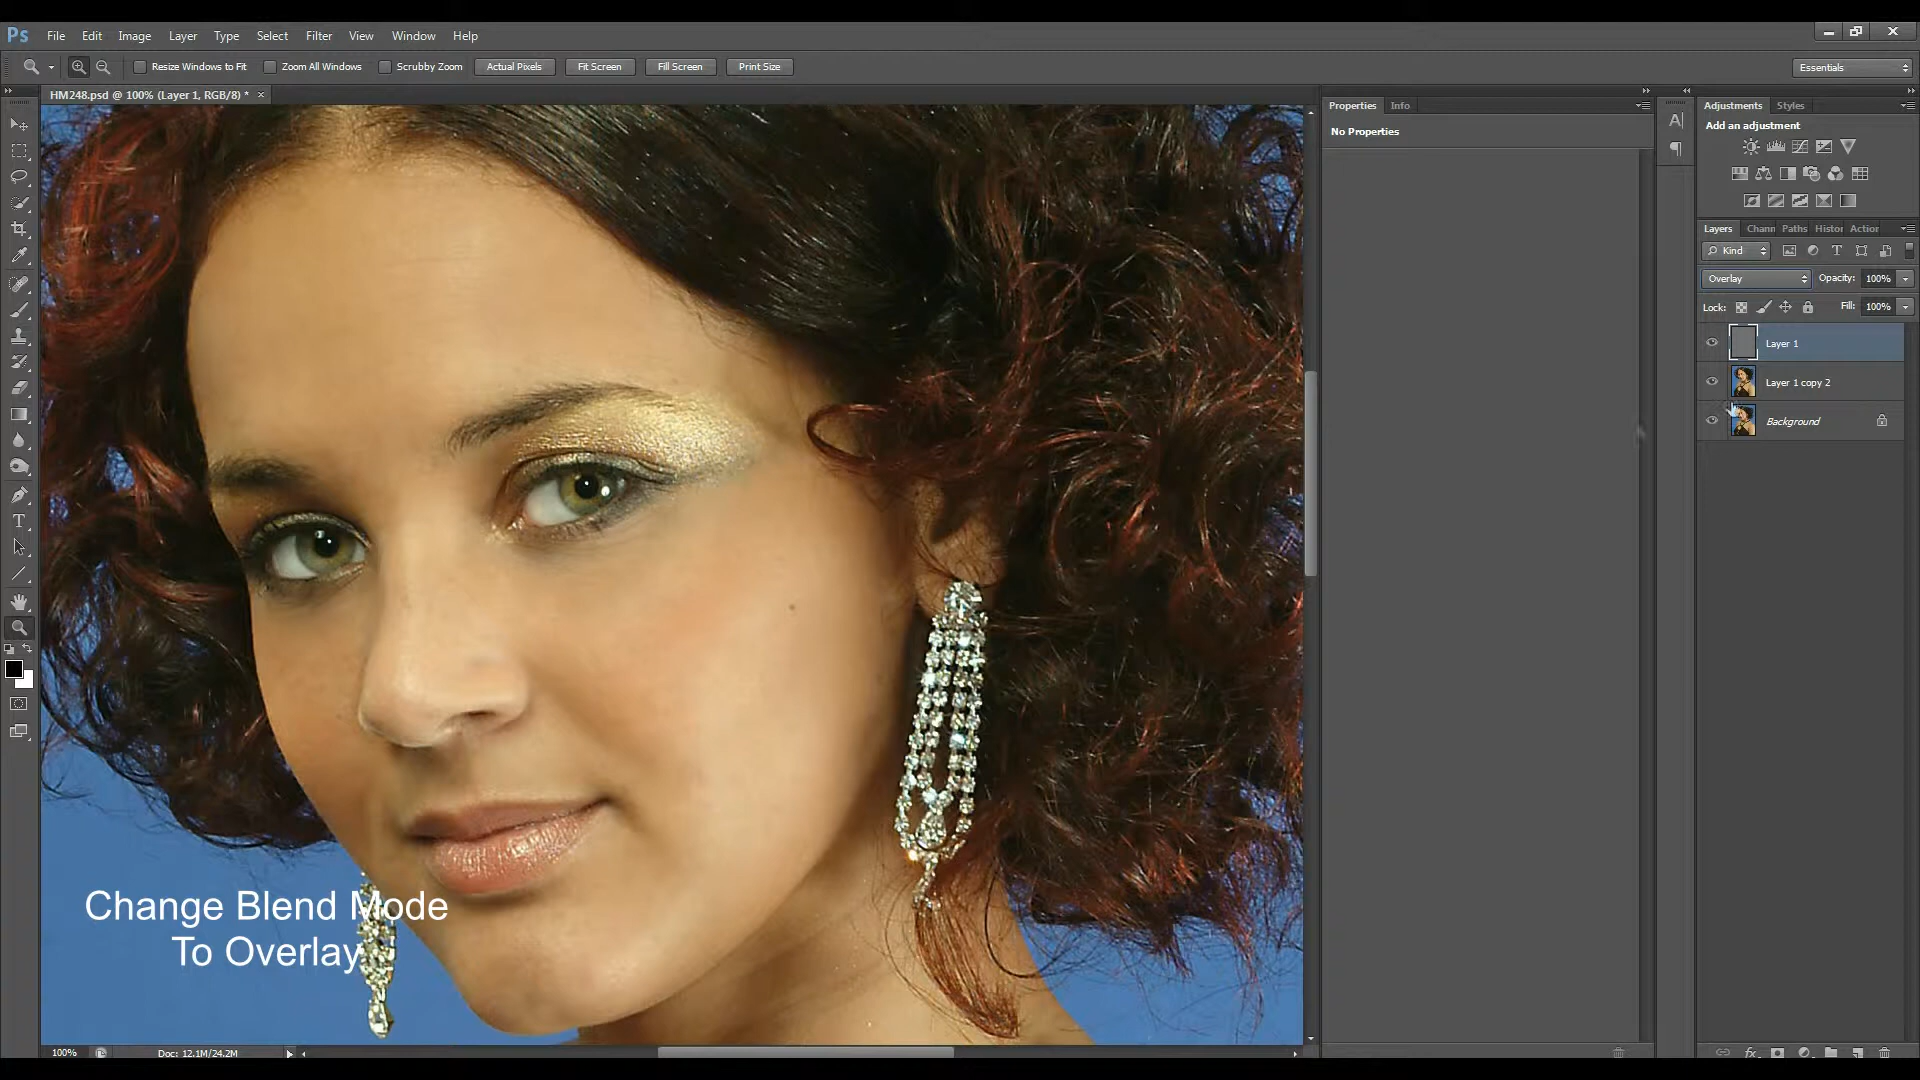 Ps File Edit Image Layer Type Select Filter View Window Help
Resize Windows to Fit Zoom All Windows Scrubby Zoom Actual Pixels Fit Screen Fill Screen Print Size Essentials
HM248.psd @ 100% (Layer 1, RGB/8) *
Properties Info
No Properties
Adjustments Styles
Add an adjustment
Layers Chann Paths Histor Action
Kind
Overlay Opacity: 100%
Lock: Fill: 100%
Layer 1
Layer 1 copy 2
Background
Change Blend Mode
To Overlay
100% Doc: 12.1M/24.2M